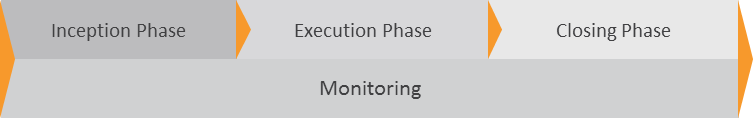 Inception Phase
Execution Phase
Closing Phase
Monitoring